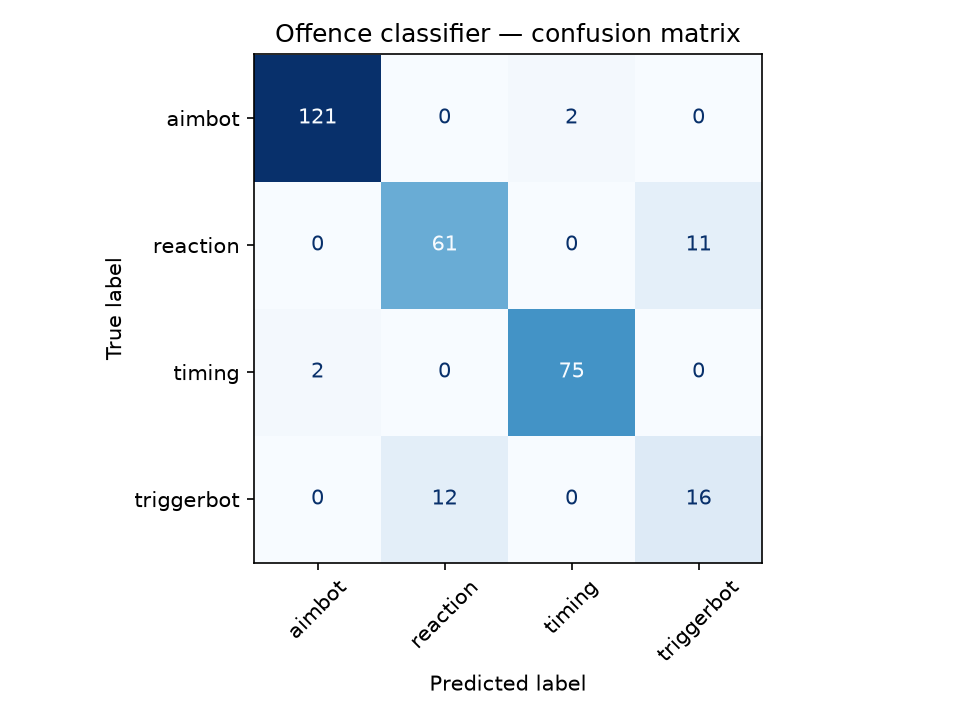 Offence classifier — confusion matrix
aimbot 121 0 2 0
reaction 0 61 0 11
timing 2 0 75 0
triggerbot 0 12 0 16
True label
aimbot reaction timing triggerbot
Predicted label